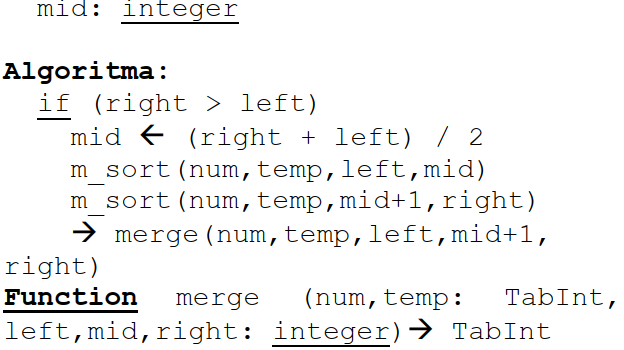 mid: integer
Algoritma:
if (right > left)
mid 🡨 (right + left) / 2
m_sort(num,temp,left,mid)
m_sort(num,temp,mid+1,right)
🡪 merge(num,temp,left,mid+1,
right)
Function merge (num,temp: TabInt,
left,mid,right: integer)🡪 TabInt